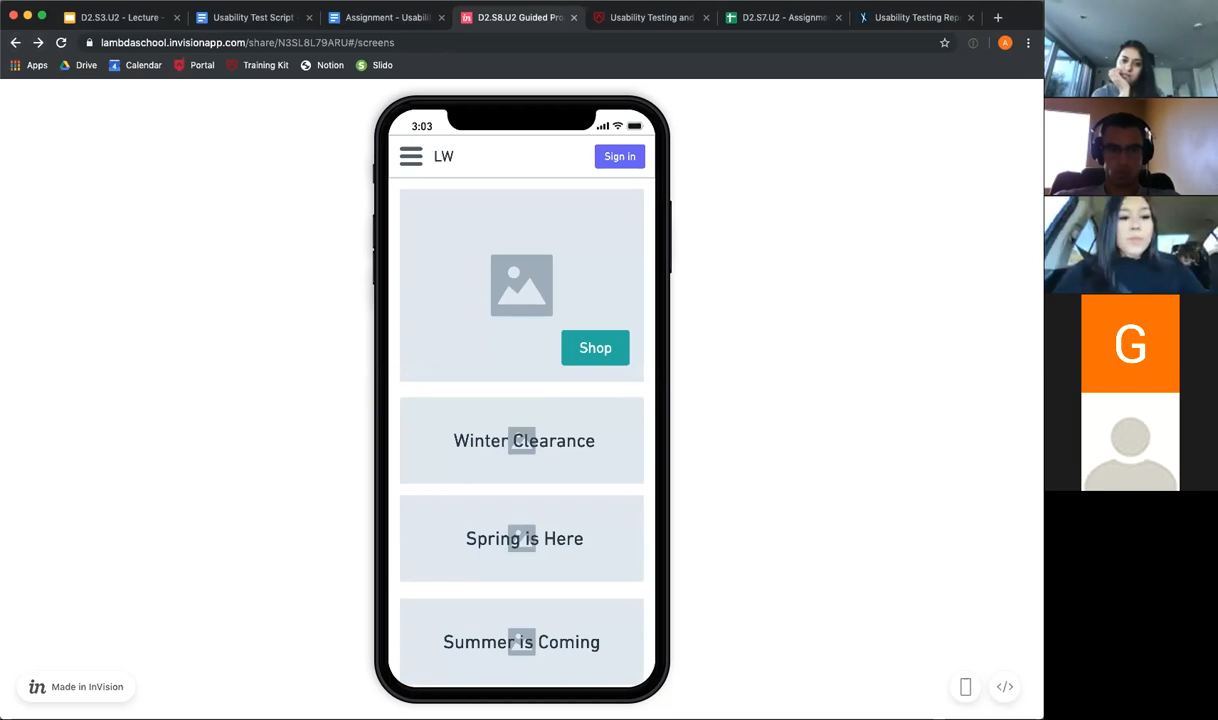 D2.S3.U2 - Lecture -
Usability Test Script -
Assignment - Usabili
D2.S8.U2 Guided Pro
Usability Testing and
D2.S7.U2 - Assignme
Usability Testing Rep
lambdaschool.invisionapp.com/share/N3SL8L79ARU#/screens
A
Apps
Drive
Calendar
Portal
Training Kit
Notion
Slido
3:03
LW
Sign in
Shop
Winter Clearance
Spring is Here
Summer is Coming
in Made in InVision
</>
G